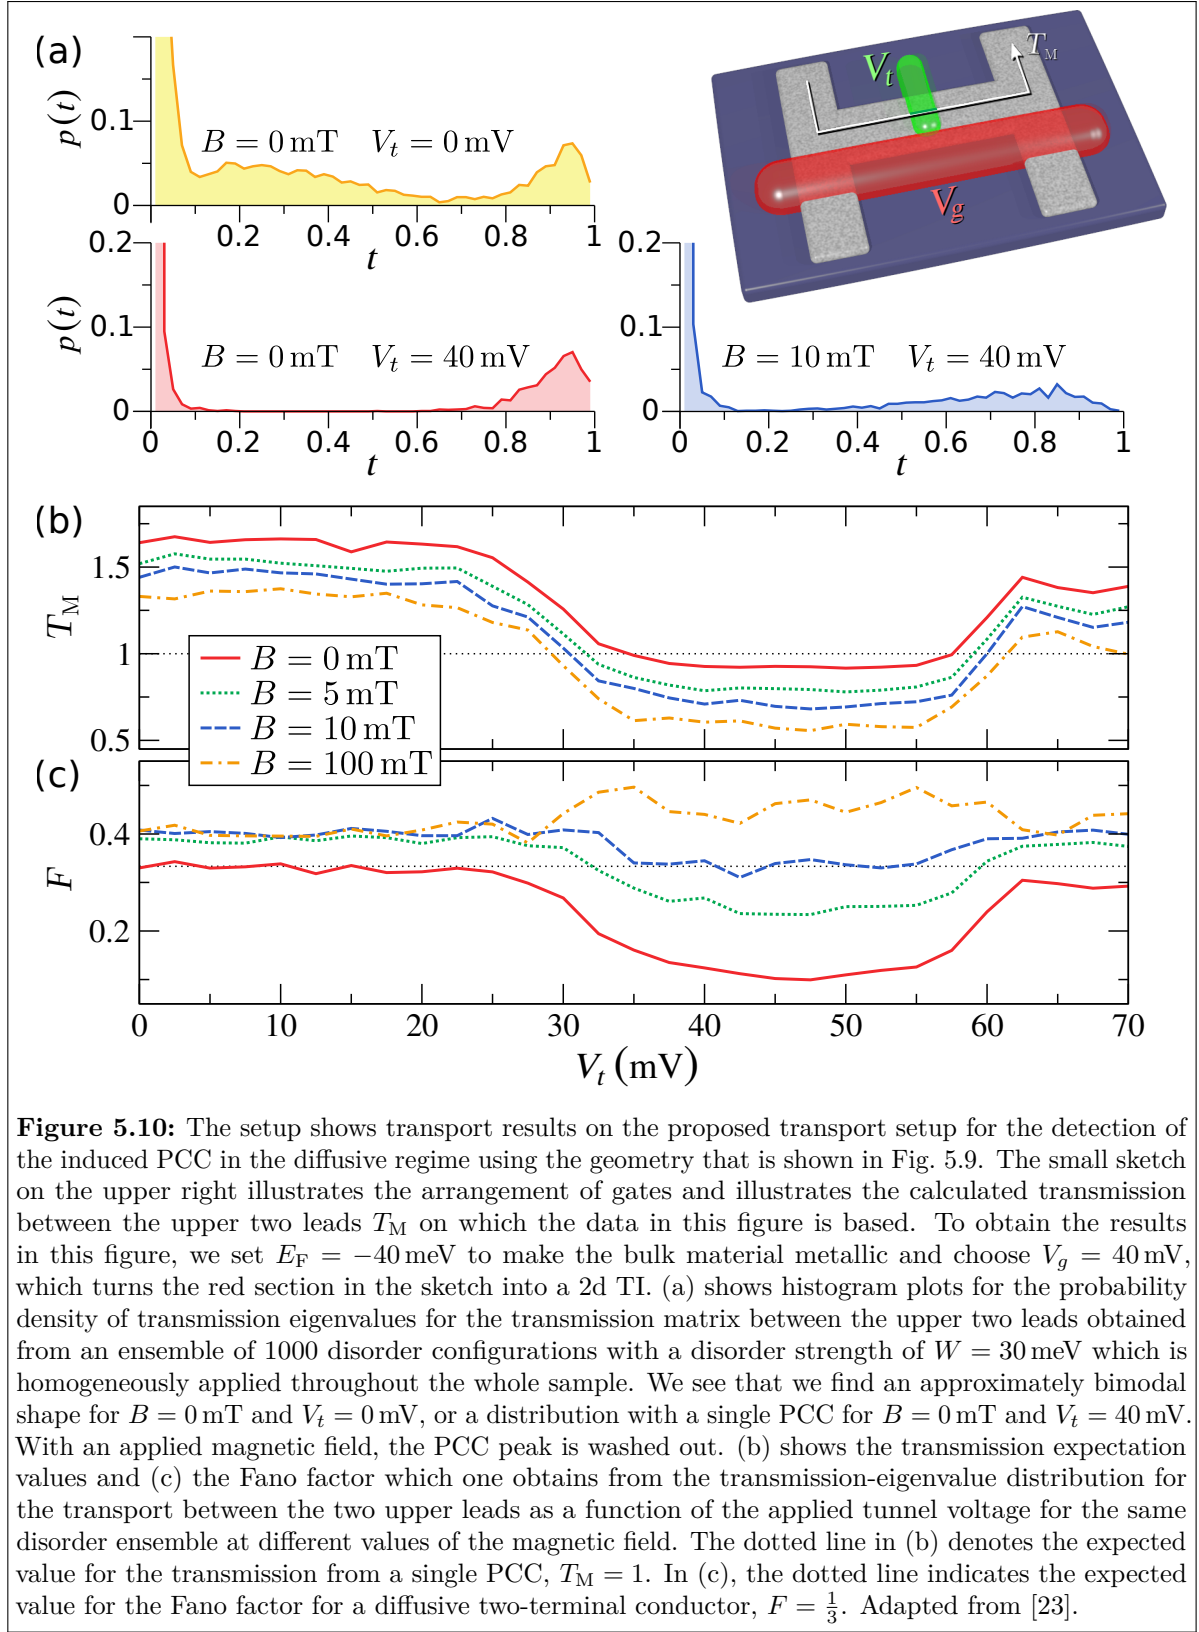 (a)
0.1
0
p(t)
B = 0 mT V_t = 0 mV
0.2 0.4 0.6 0.8 1
t
V_t
T_M
V_g
0.2
0.1
0
p(t)
B = 0 mT V_t = 40 mV
0 0.2 0.4 0.6 0.8 1
t
0.2
0.1
0
B = 10 mT V_t = 40 mV
0 0.2 0.4 0.6 0.8 1
t
(b)
1.5
1
0.5
T_M
B = 0 mT
B = 5 mT
B = 10 mT
B = 100 mT
(c)
0.4
0.2
F
0 10 20 30 40 50 60 70
V_t (mV)
Figure 5.10: The setup shows transport results on the proposed transport setup for the detection of
the induced PCC in the diffusive regime using the geometry that is shown in Fig. 5.9. The small sketch
on the upper right illustrates the arrangement of gates and illustrates the calculated transmission
between the upper two leads T_M on which the data in this figure is based. To obtain the results
in this figure, we set E_F = −40 meV to make the bulk material metallic and choose V_g = 40 mV,
which turns the red section in the sketch into a 2d TI. (a) shows histogram plots for the probability
density of transmission eigenvalues for the transmission matrix between the upper two leads obtained
from an ensemble of 1000 disorder configurations with a disorder strength of W = 30 meV which is
homogeneously applied throughout the whole sample. We see that we find an approximately bimodal
shape for B = 0 mT and V_t = 0 mV, or a distribution with a single PCC for B = 0 mT and V_t = 40 mV.
With an applied magnetic field, the PCC peak is washed out. (b) shows the transmission expectation
values and (c) the Fano factor which one obtains from the transmission-eigenvalue distribution for
the transport between the two upper leads as a function of the applied tunnel voltage for the same
disorder ensemble at different values of the magnetic field. The dotted line in (b) denotes the expected
value for the transmission from a single PCC, T_M = 1. In (c), the dotted line indicates the expected
value for the Fano factor for a diffusive two-terminal conductor, F = 1/3. Adapted from [23].